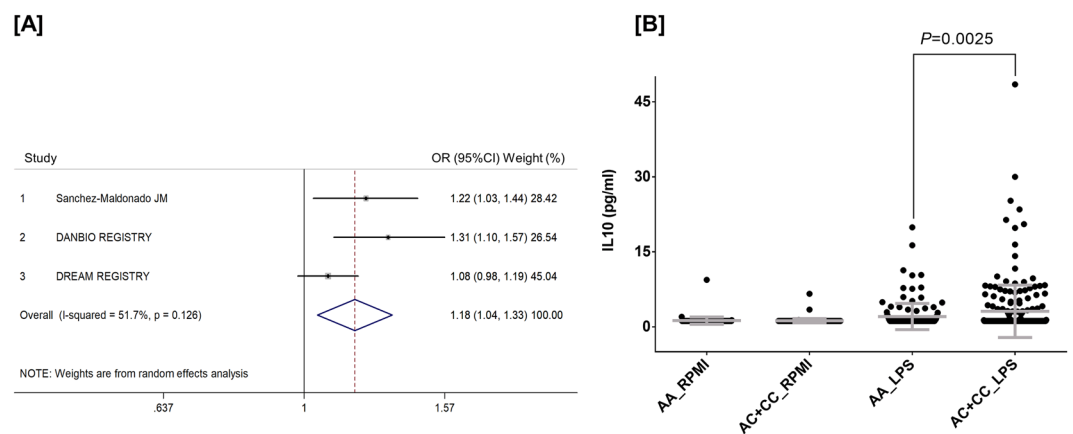 [A]
Study OR (95%CI) Weight (%)
1 Sanchez-Maldonado JM 1.22 (1.03, 1.44) 28.42
2 DANBIO REGISTRY 1.31 (1.10, 1.57) 26.54
3 DREAM REGISTRY 1.08 (0.98, 1.19) 45.04
Overall (I-squared = 51.7%, p = 0.126) 1.18 (1.04, 1.33) 100.00
NOTE: Weights are from random effects analysis
.637 1 1.57
[B]
P=0.0025
IL10 (pg/ml)
45
30
15
0
AA_RPMI
AC+CC_RPMI
AA_LPS
AC+CC_LPS